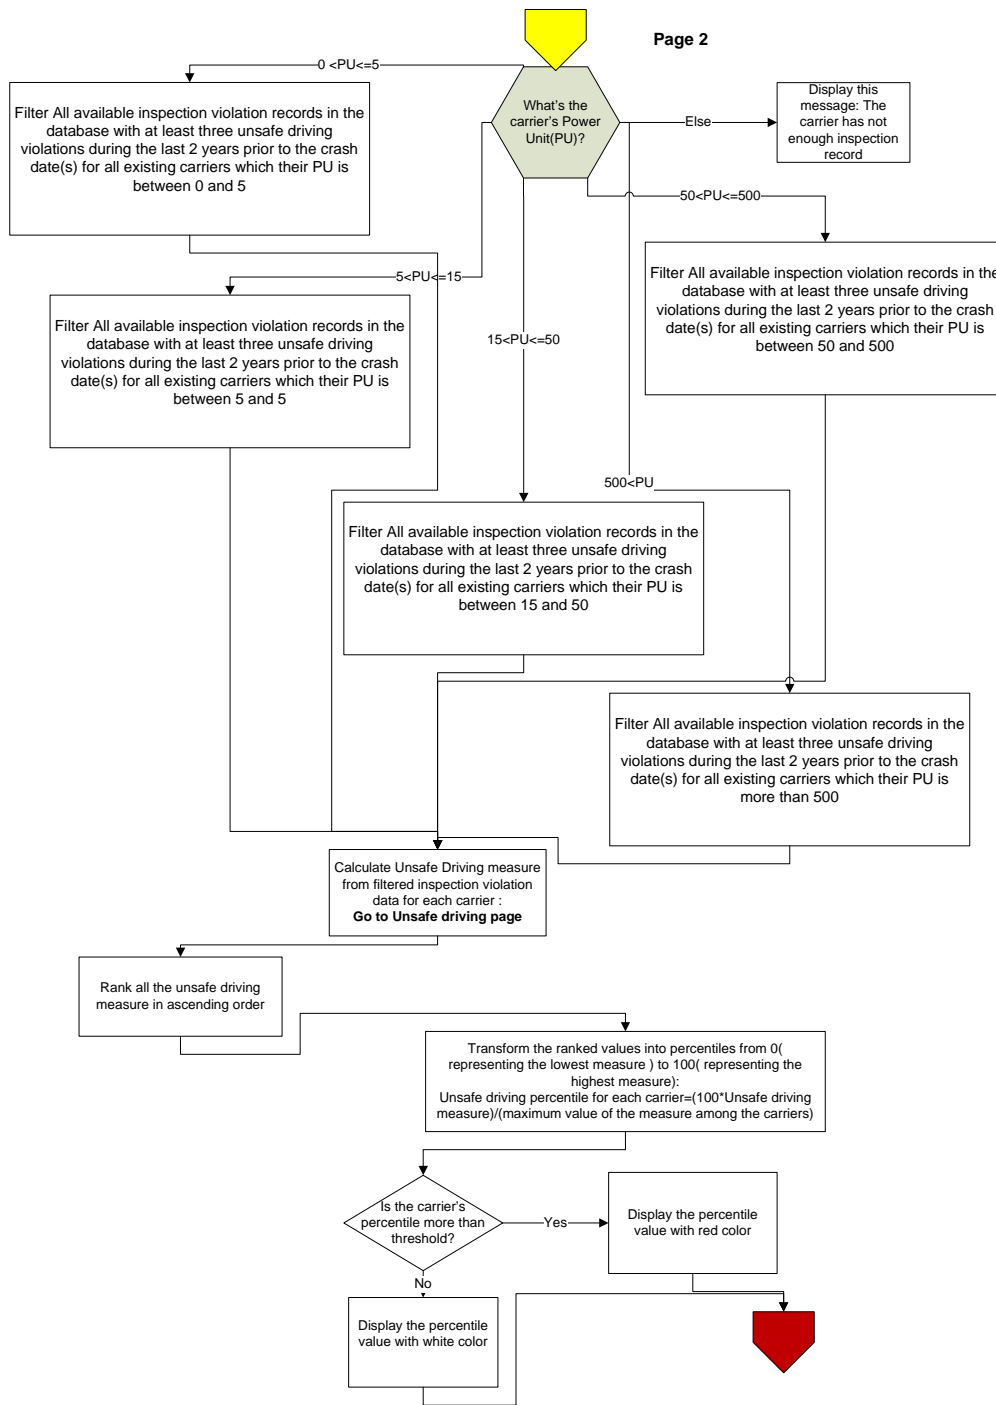 Page 2
0 <PU<=5
What's the
carrier's Power
Unit(PU)?
Else
Display this
message: The
carrier has not
enough inspection
record
Filter All available inspection violation records in the
database with at least three unsafe driving
violations during the last 2 years prior to the crash
date(s) for all existing carriers which their PU is
between 0 and 5
50<PU<=500
5<PU<=15
Filter All available inspection violation records in the
database with at least three unsafe driving
violations during the last 2 years prior to the crash
date(s) for all existing carriers which their PU is
between 50 and 500
Filter All available inspection violation records in the
database with at least three unsafe driving
violations during the last 2 years prior to the crash
date(s) for all existing carriers which their PU is
between 5 and 5
15<PU<=50
500<PU
Filter All available inspection violation records in the
database with at least three unsafe driving
violations during the last 2 years prior to the crash
date(s) for all existing carriers which their PU is
between 15 and 50
Filter All available inspection violation records in the
database with at least three unsafe driving
violations during the last 2 years prior to the crash
date(s) for all existing carriers which their PU is
more than 500
Calculate Unsafe Driving measure
from filtered inspection violation
data for each carrier :
Go to Unsafe driving page
Rank all the unsafe driving
measure in ascending order
Transform the ranked values into percentiles from 0(
representing the lowest measure ) to 100( representing the
highest measure):
Unsafe driving percentile for each carrier=(100*Unsafe driving
measure)/(maximum value of the measure among the carriers)
Is the carrier's
percentile more than
threshold?
Yes
Display the percentile
value with red color
No
Display the percentile
value with white color